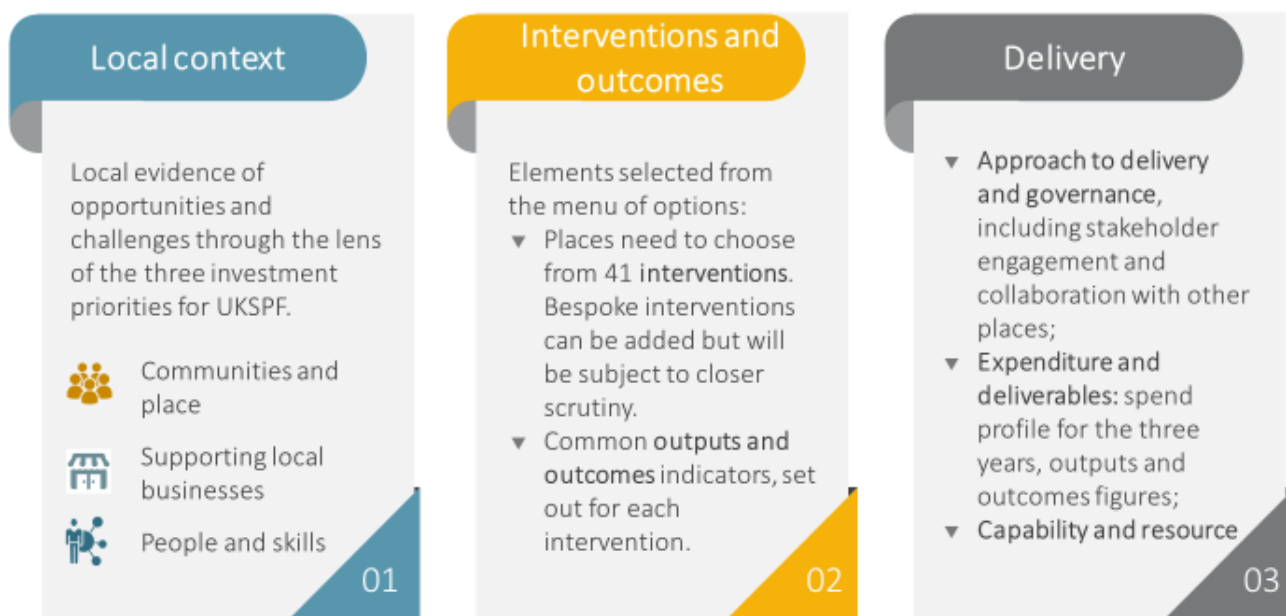 Local context
Local evidence of
opportunities and
challenges through the lens
of the three investment
priorities for UKSPF.
Communities and
place
Supporting local
businesses
People and skills
01
Interventions and
outcomes
Elements selected from
the menu of options:
▼ Places need to choose
from 41 interventions.
Bespoke interventions
can be added but will
be subject to closer
scrutiny.
▼ Common outputs and
outcomes indicators, set
out for each
intervention.
02
Delivery
▼ Approach to delivery
and governance,
including stakeholder
engagement and
collaboration with other
places;
▼ Expenditure and
deliverables: spend
profile for the three
years, outputs and
outcomes figures;
▼ Capability and resource
03